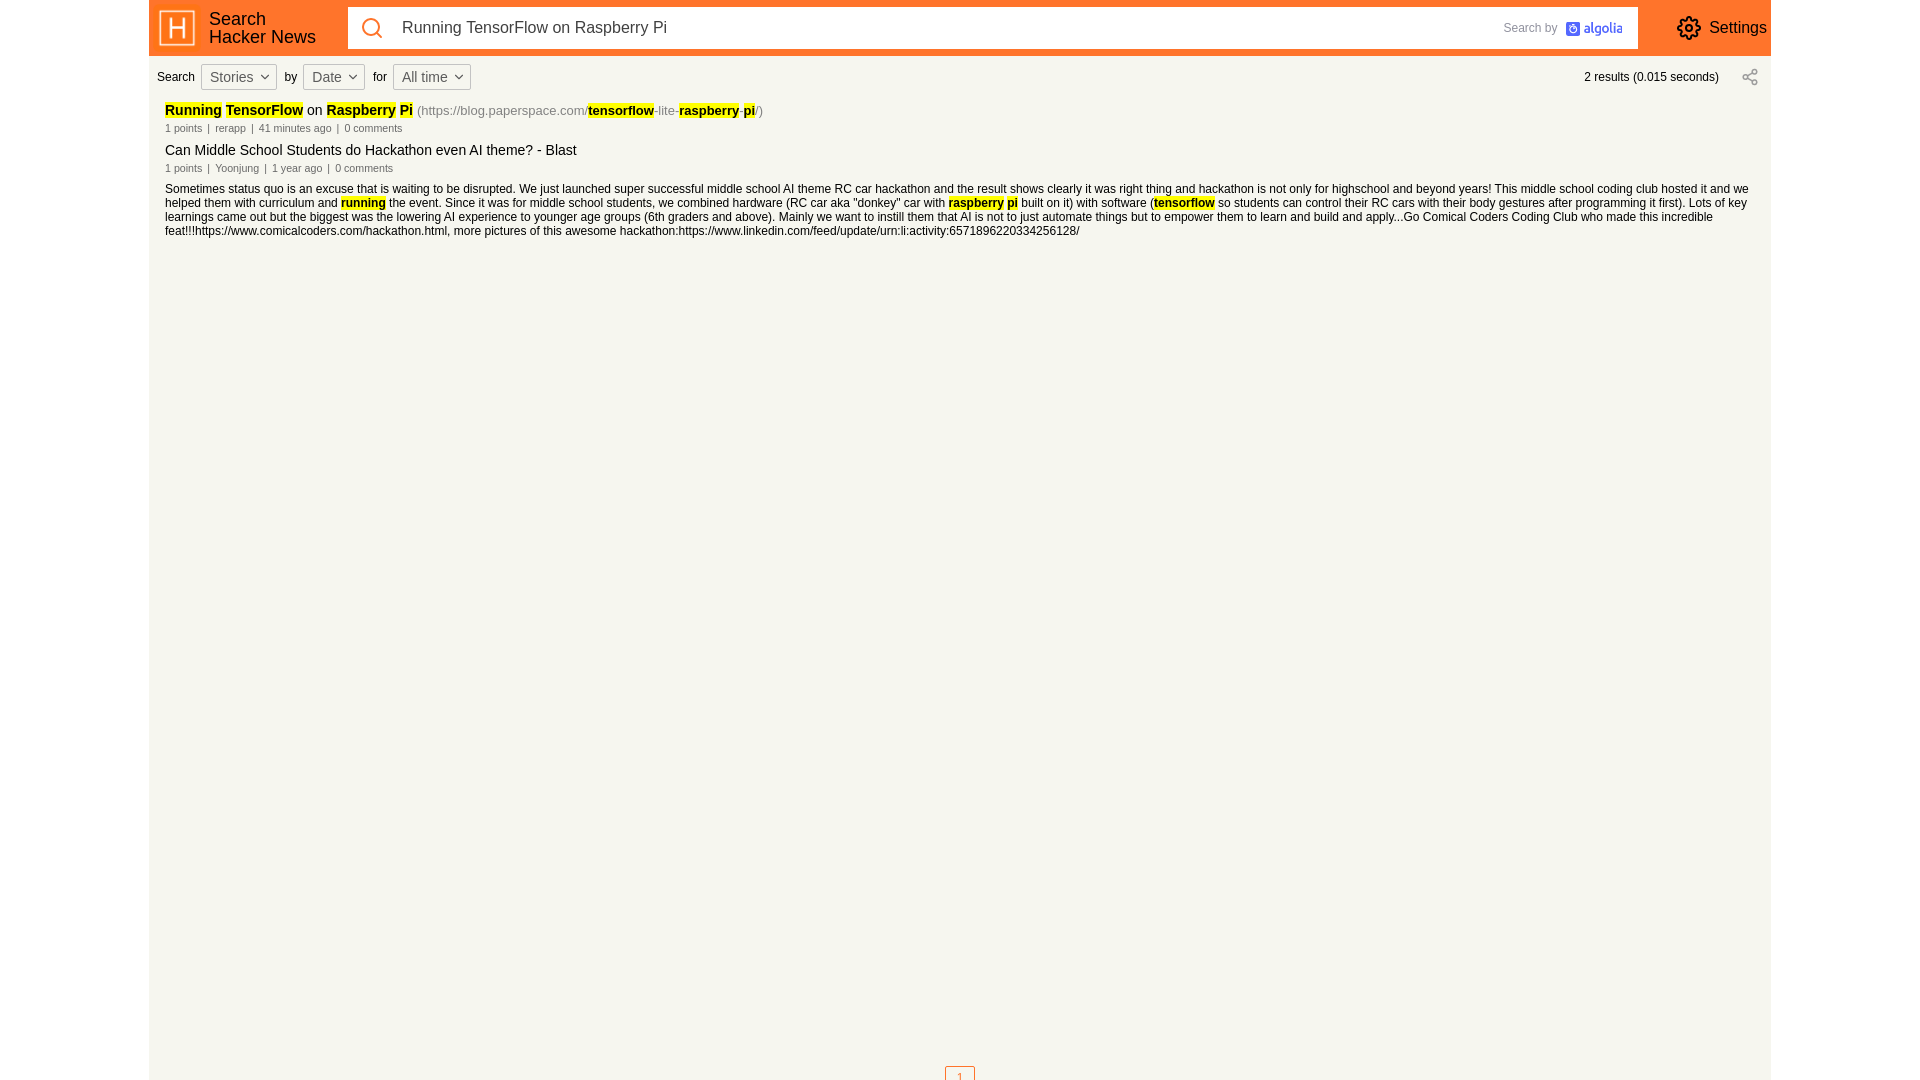 H
Search
Hacker News
Running TensorFlow on Raspberry Pi
Search by algolia
Settings
Search Stories by Date for All time
2 results (0.015 seconds)
Running TensorFlow on Raspberry Pi (https://blog.paperspace.com/tensorflow-lite-raspberry-pi/)
1 points | rerapp | 41 minutes ago | 0 comments
Can Middle School Students do Hackathon even AI theme? - Blast
1 points | Yoonjung | 1 year ago | 0 comments
Sometimes status quo is an excuse that is waiting to be disrupted. We just launched super successful middle school AI theme RC car hackathon and the result shows clearly it was right thing and hackathon is not only for highschool and beyond years! This middle school coding club hosted it and we
helped them with curriculum and running the event. Since it was for middle school students, we combined hardware (RC car aka "donkey" car with raspberry pi built on it) with software (tensorflow so students can control their RC cars with their body gestures after programming it first). Lots of key
learnings came out but the biggest was the lowering AI experience to younger age groups (6th graders and above). Mainly we want to instill them that AI is not to just automate things but to empower them to learn and build and apply...Go Comical Coders Coding Club who made this incredible
feat!!!https://www.comicalcoders.com/hackathon.html, more pictures of this awesome hackathon:https://www.linkedin.com/feed/update/urn:li:activity:6571896220334256128/
1